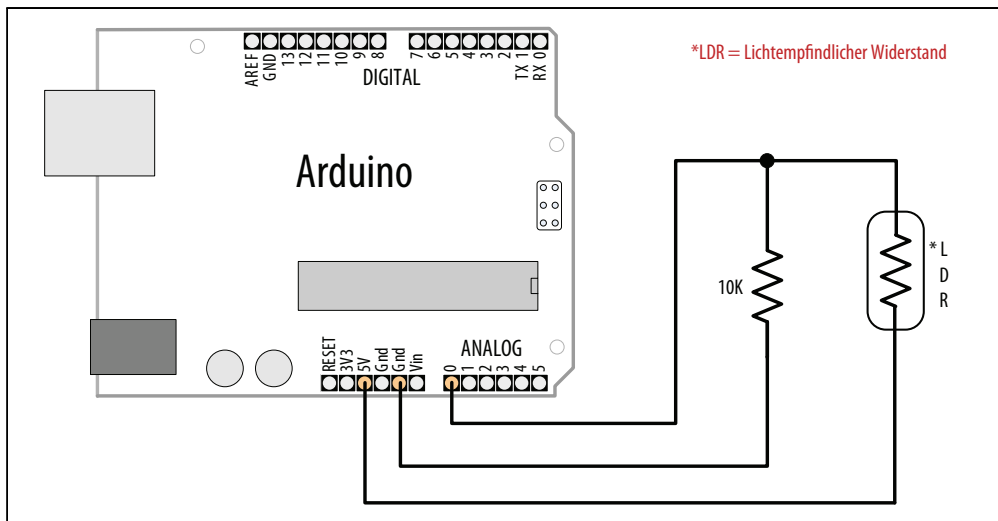 *LDR = Lichtempfindlicher Widerstand
AREF
GND
13
12
11
10
9
8
7
6
5
4
3
2
TX 1
RX 0
DIGITAL
Arduino
10K
* L
D
R
ANALOG
RESET
3V3
5V
Gnd
Gnd
Vin
0
1
2
3
4
5